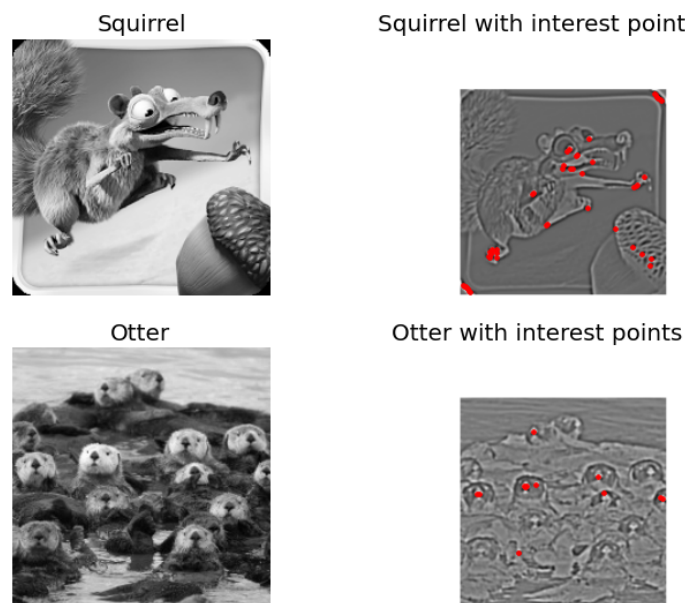 Squirrel
Squirrel with interest point
Otter
Otter with interest points